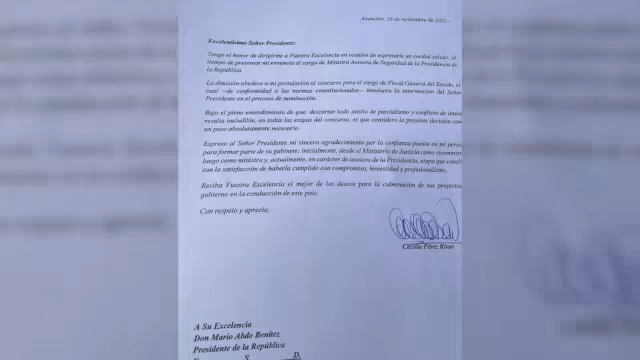 Asunción, 16 de noviembre de 2022.-
Excelentísimo Señor Presidente:
Tengo el honor de dirigirme a Vuestra Excelencia en ocasión de expresarle un cordial saludo, al
tiempo de presentar mi renuncia al cargo de Ministra Asesora de Seguridad de la Presidencia de
la República.
La dimisión obedece a mi postulación al concurso para el cargo de Fiscal General del Estado, el
cual –de conformidad a las normas constitucionales– involucra la intervención del Señor
Presidente en el proceso de nominación.
Bajo el pleno entendimiento de que, descartar todo atisbo de parcialismo y conflicto de inter
resulta ineludible, en todas las etapas del concurso, es que considero la presente decisión como
un paso absolutamente necesario.
Expreso al Señor Presidente mi sincero agradecimiento por la confianza puesta en mi person
para formar parte de su gabinete; inicialmente, desde el Ministerio de Justicia como viceminist
luego como ministra y, actualmente, en carácter de asesora de la Presidencia, etapa que concl
con la satisfacción de haberla cumplido con compromiso, honestidad y profesionalismo.
Reciba Vuestra Excelencia el mejor de los deseos para la culminación de sus proyectos
gobierno en la conducción de este país.
Con respeto y aprecio,
Cecilia Pérez Rivas
A Su Excelencia
Don Mario Abdo Benítez
Presidente de la República